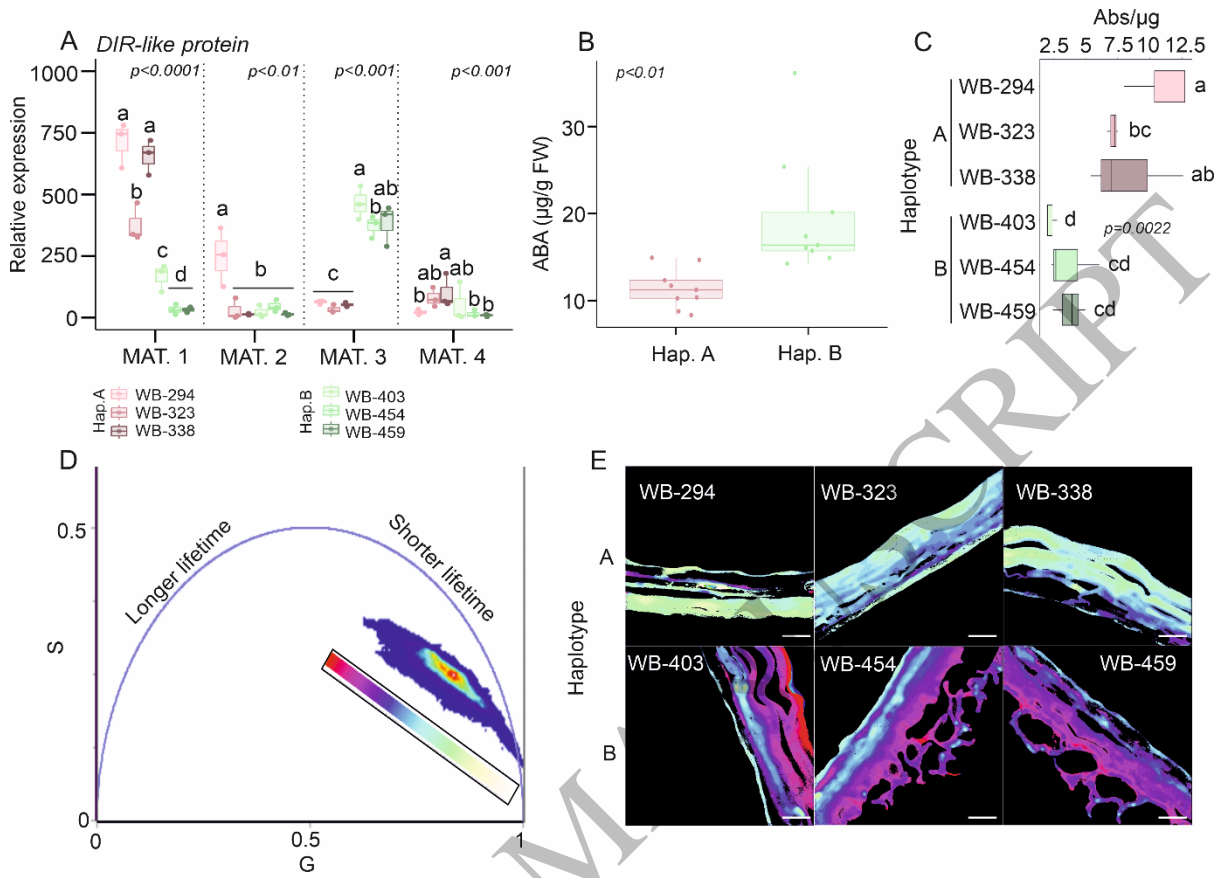 A
DIR-like protein
p<0.0001
p<0.01
p<0.001
p<0.001
1000
750
500
250
0
Relative expression
a
a
b
c
d
a
b
c
a
b
ab
b
ab
a
ab
b
b
MAT. 1
MAT. 2
MAT. 3
MAT. 4
Hap.A
WB-294
WB-323
WB-338
Hap.B
WB-403
WB-454
WB-459
B
p<0.01
ABA (µg/g FW)
30
20
10
Hap. A
Hap. B
C
Abs/µg
2.5 5 7.5 10 12.5
Haplotype
A
WB-294
a
WB-323
bc
WB-338
ab
B
WB-403
d
p=0.0022
WB-454
cd
WB-459
cd
D
0.5
S
0
Longer lifetime
Shorter lifetime
0
0.5
1
G
E
Haplotype
A
WB-294
WB-323
WB-338
B
WB-403
WB-454
WB-459